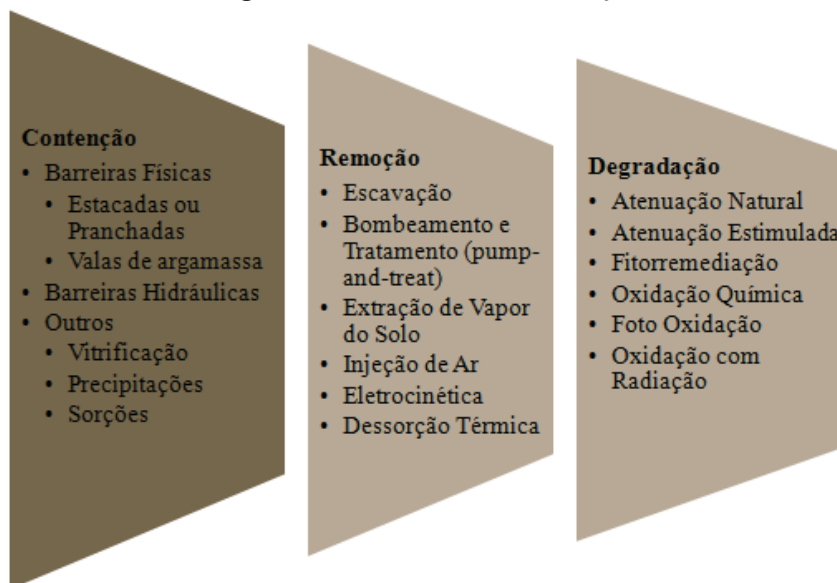 Contenção
• Barreiras Físicas
• Estacadas ou
Pranchadas
• Valas de argamassa
• Barreiras Hidráulicas
• Outros
• Vitrificação
• Precipitações
• Sorções
Remoção
• Escavação
• Bombeamento e
Tratamento (pump-
and-treat)
• Extração de Vapor
do Solo
• Injeção de Ar
• Eletrocinética
• Dessorção Térmica
Degradação
• Atenuação Natural
• Atenuação Estimulada
• Fitorremediação
• Oxidação Química
• Foto Oxidação
• Oxidação com
Radiação